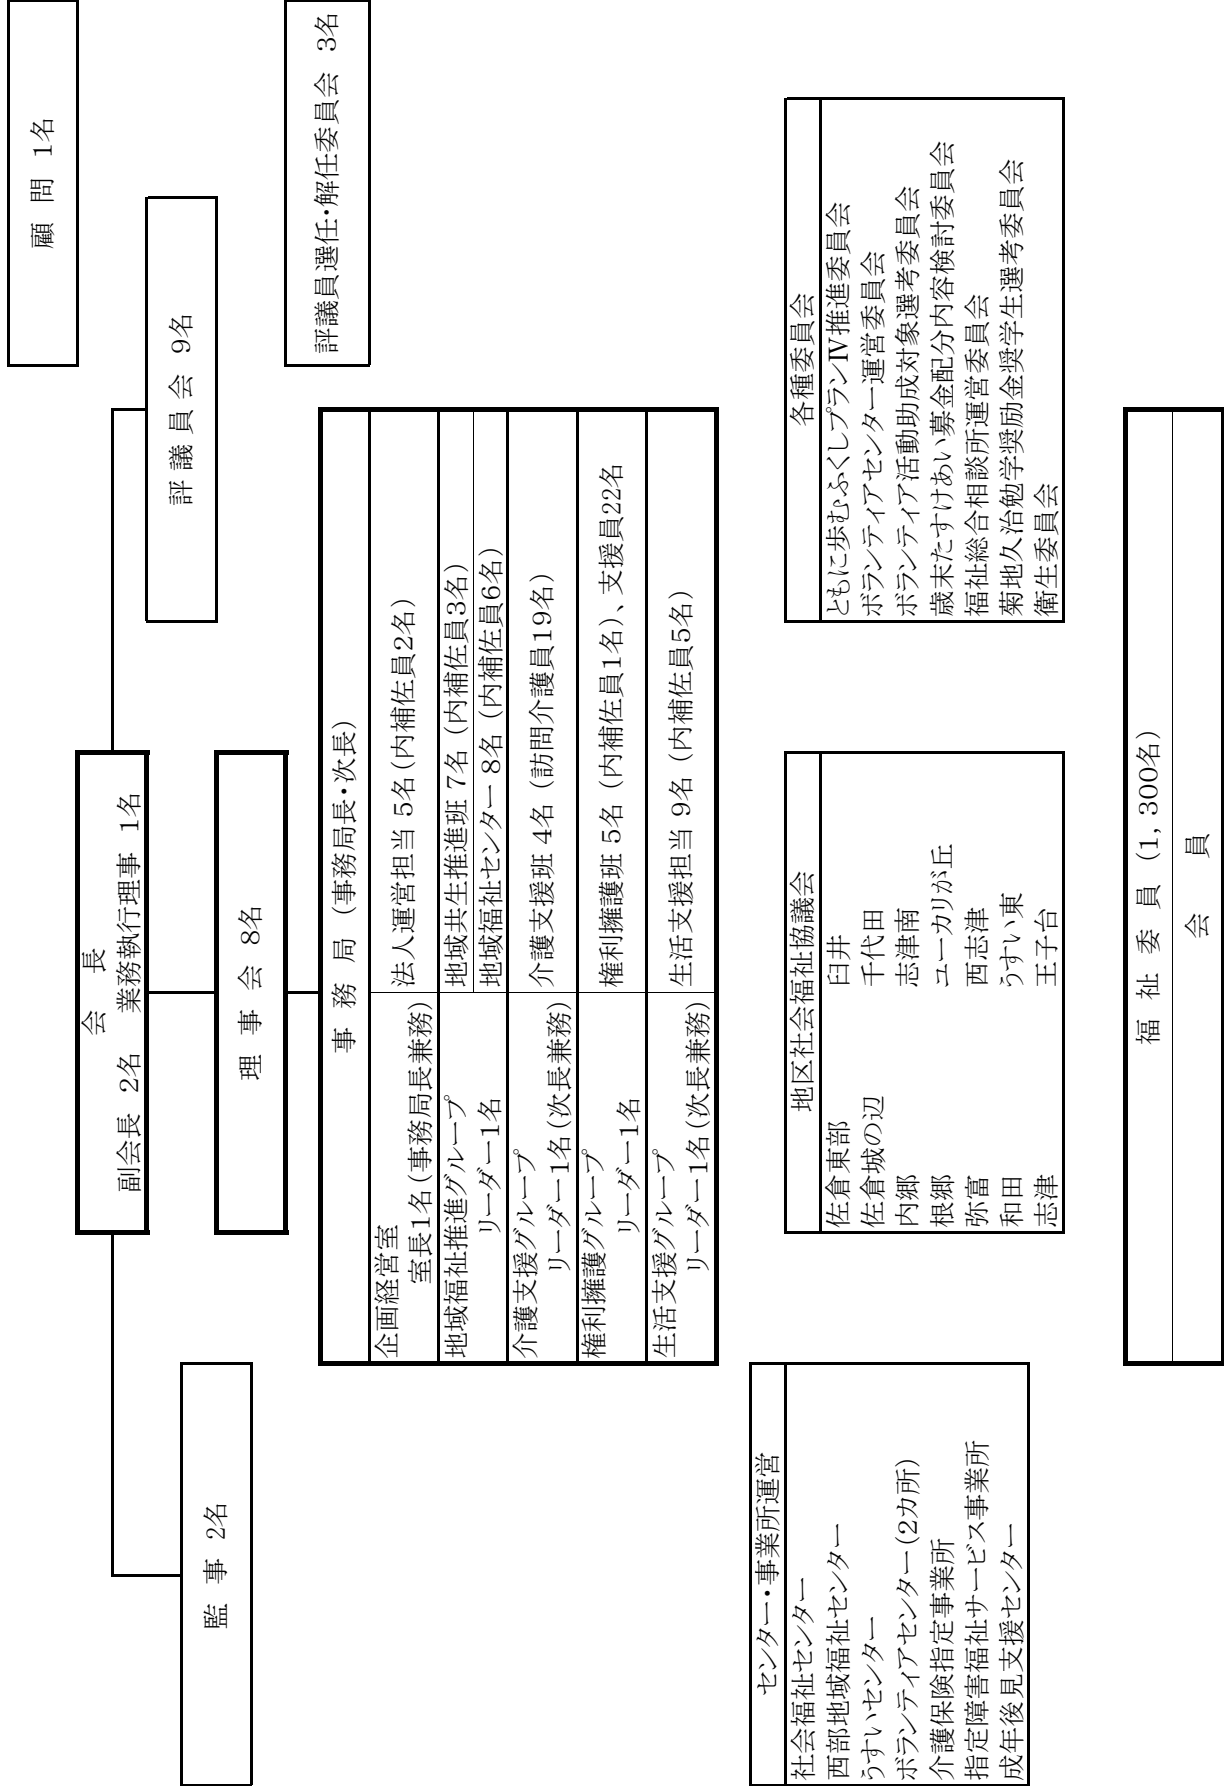 顧 問 1名
会 長
副会長 2名 業務執行理事 1名
評 議 員 会 9名
監 事 2名
理 事 会 8名
評議員選任・解任委員会 3名
事 務 局 （事務局長・次長）
企画経営室
室長1名（事務局長兼務）
法人運営担当 5名（内補佐員2名）
地域福祉推進グループ
リーダー1名
地域共生推進班 7名（内補佐員3名）
地域福祉センター 8名（内補佐員6名）
介護支援グループ
リーダー1名（次長兼務）
介護支援班 4名（訪問介護員19名）
権利擁護グループ
リーダー1名
権利擁護班 5名（内補佐員1名）、支援員22名
生活支援グループ
リーダー1名（次長兼務）
生活支援担当 9名（内補佐員5名）
センター・事業所運営
社会福祉センター
西部地域福祉センター
うすいセンター
ボランティアセンター（2カ所）
介護保険指定事業所
指定障害福祉サービス事業所
成年後見支援センター
地区社会福祉協議会
佐倉東部 臼井
佐倉城の辺 千代田
内郷 志津南
根郷 ユーカリが丘
弥富 西志津
和田 うすい東
志津 王子台
各種委員会
ともに歩むふくしプランⅣ推進委員会
ボランティアセンター運営委員会
ボランティア活動助成対象選考委員会
歳末たすけあい募金配分内容検討委員会
福祉総合相談所運営委員会
菊地久治勉学奨励金奨学生選考委員会
衛生委員会
福 祉 委 員 （1，300名）
会 員